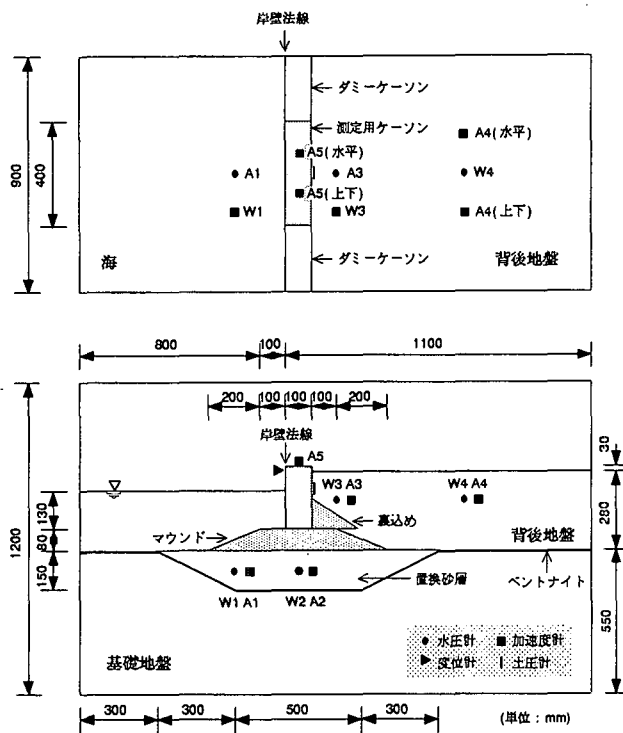 岸壁法線
ダミーケーソン
測定用ケーソン
A4(水平)
A5(水平)
A1
A3
W4
A5(上下)
W1
W3
A4(上下)
900
400
海
ダミーケーソン
背後地盤
800
100
1100
200
100
100
100
200
岸壁法線
A5
30
W3 A3
W4 A4
130
裏込め
280
1200
マウンド
80
背後地盤
150
置換砂層
ベントナイト
W1 A1
W2 A2
550
水圧計
加速度計
変位計
土圧計
基礎地盤
300
300
500
300
(単位:mm)